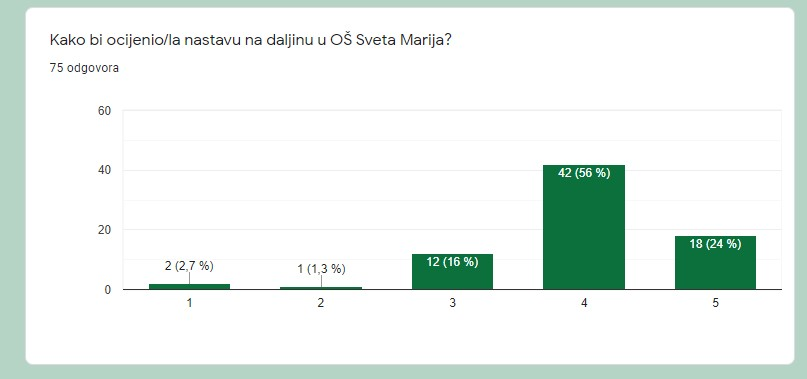 Kako bi ocijenio/la nastavu na daljinu u OŠ Sveta Marija?
75 odgovora
60
40
20
0
2 (2,7 %)
1 (1,3 %)
12 (16 %)
42 (56 %)
18 (24 %)
1 2 3 4 5